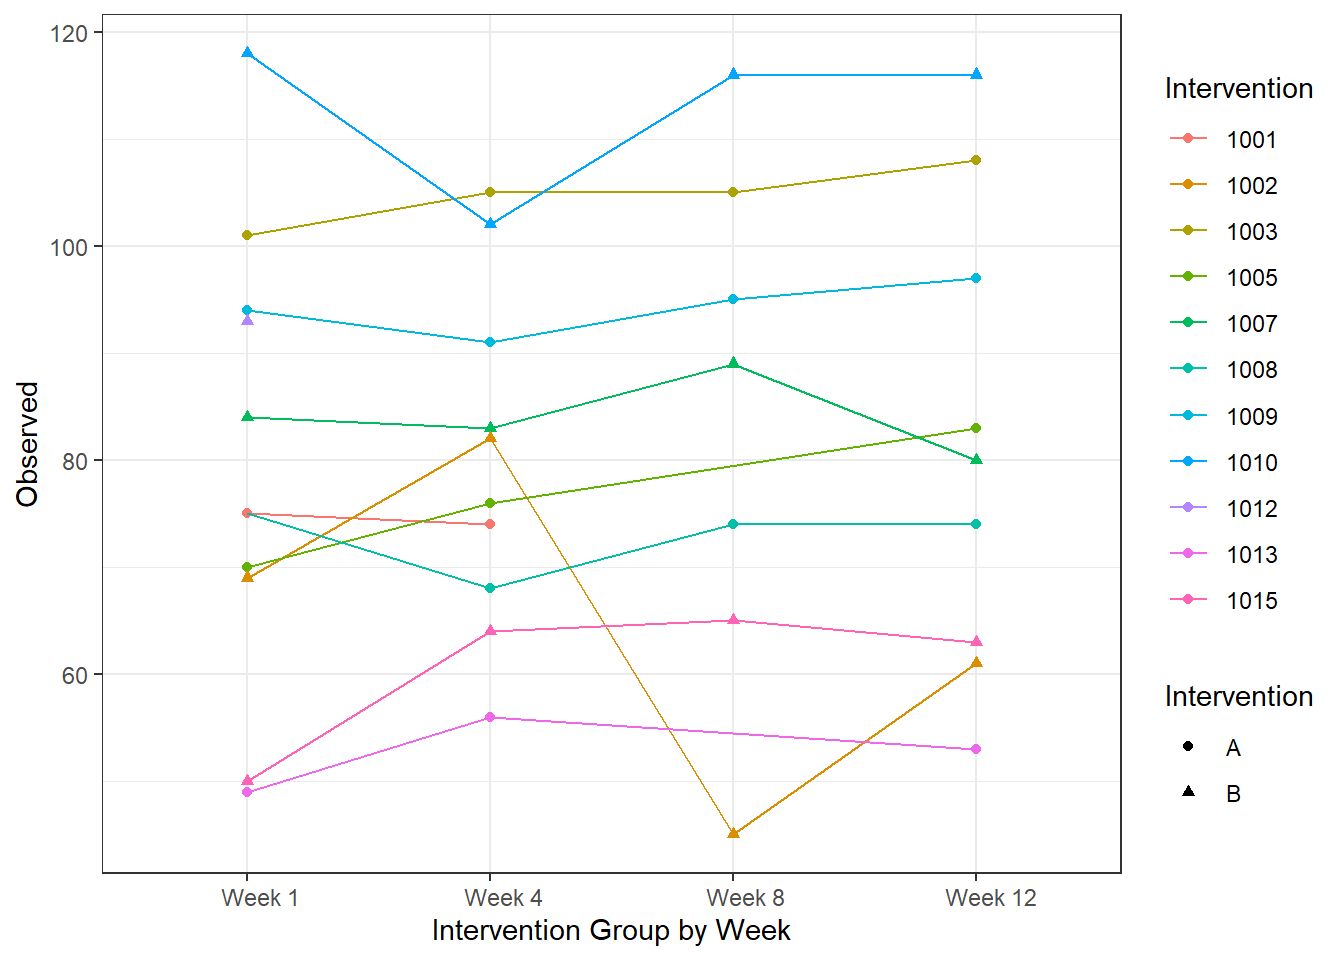 120
100
80
60
Observed
Week 1
Week 4
Week 8
Week 12
Intervention Group by Week
Intervention
1001
1002
1003
1005
1007
1008
1009
1010
1012
1013
1015
Intervention
A
B